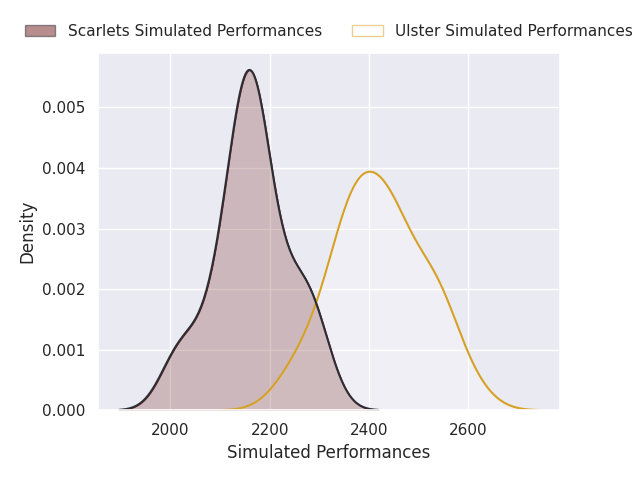 Scarlets Simulated Performances Ulster Simulated Performances
0.005
0.004
0.003
0.002
0.001
0.000
Density
2000 2200 2400 2600
Simulated Performances